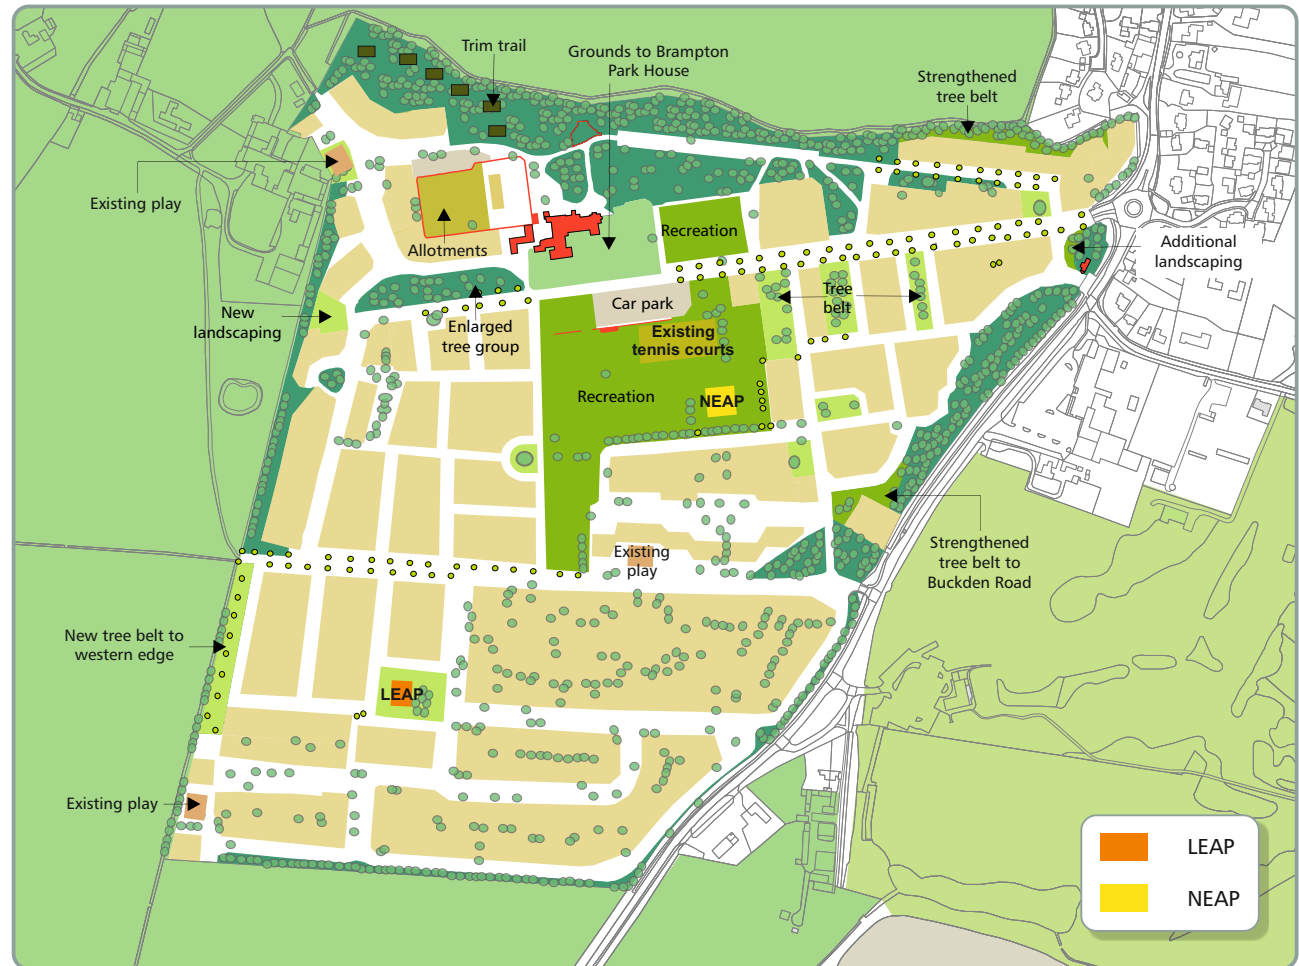 Trim trail
Grounds to Brampton
Park House
Strengthened
tree belt
Existing play
Allotments
Recreation
Additional
landscaping
New
landscaping
Enlarged
tree group
Car park
Tree
belt
Existing
tennis courts
Recreation
NEAP
Existing
play
Strengthened
tree belt to
Buckden Road
New tree belt to
western edge
LEAP
Existing play
LEAP
NEAP